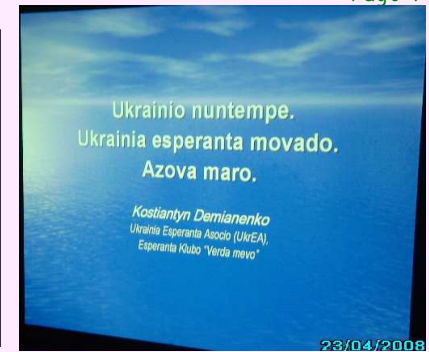 Ukrainio nuntempe.
Ukrainia esperanta movado.
Azova maro.
Kostiantyn Demianenko
Ukrainia Esperanta Asocio (UkrEA),
Esperanta Klubo "Verda mevo"
23/04/2008